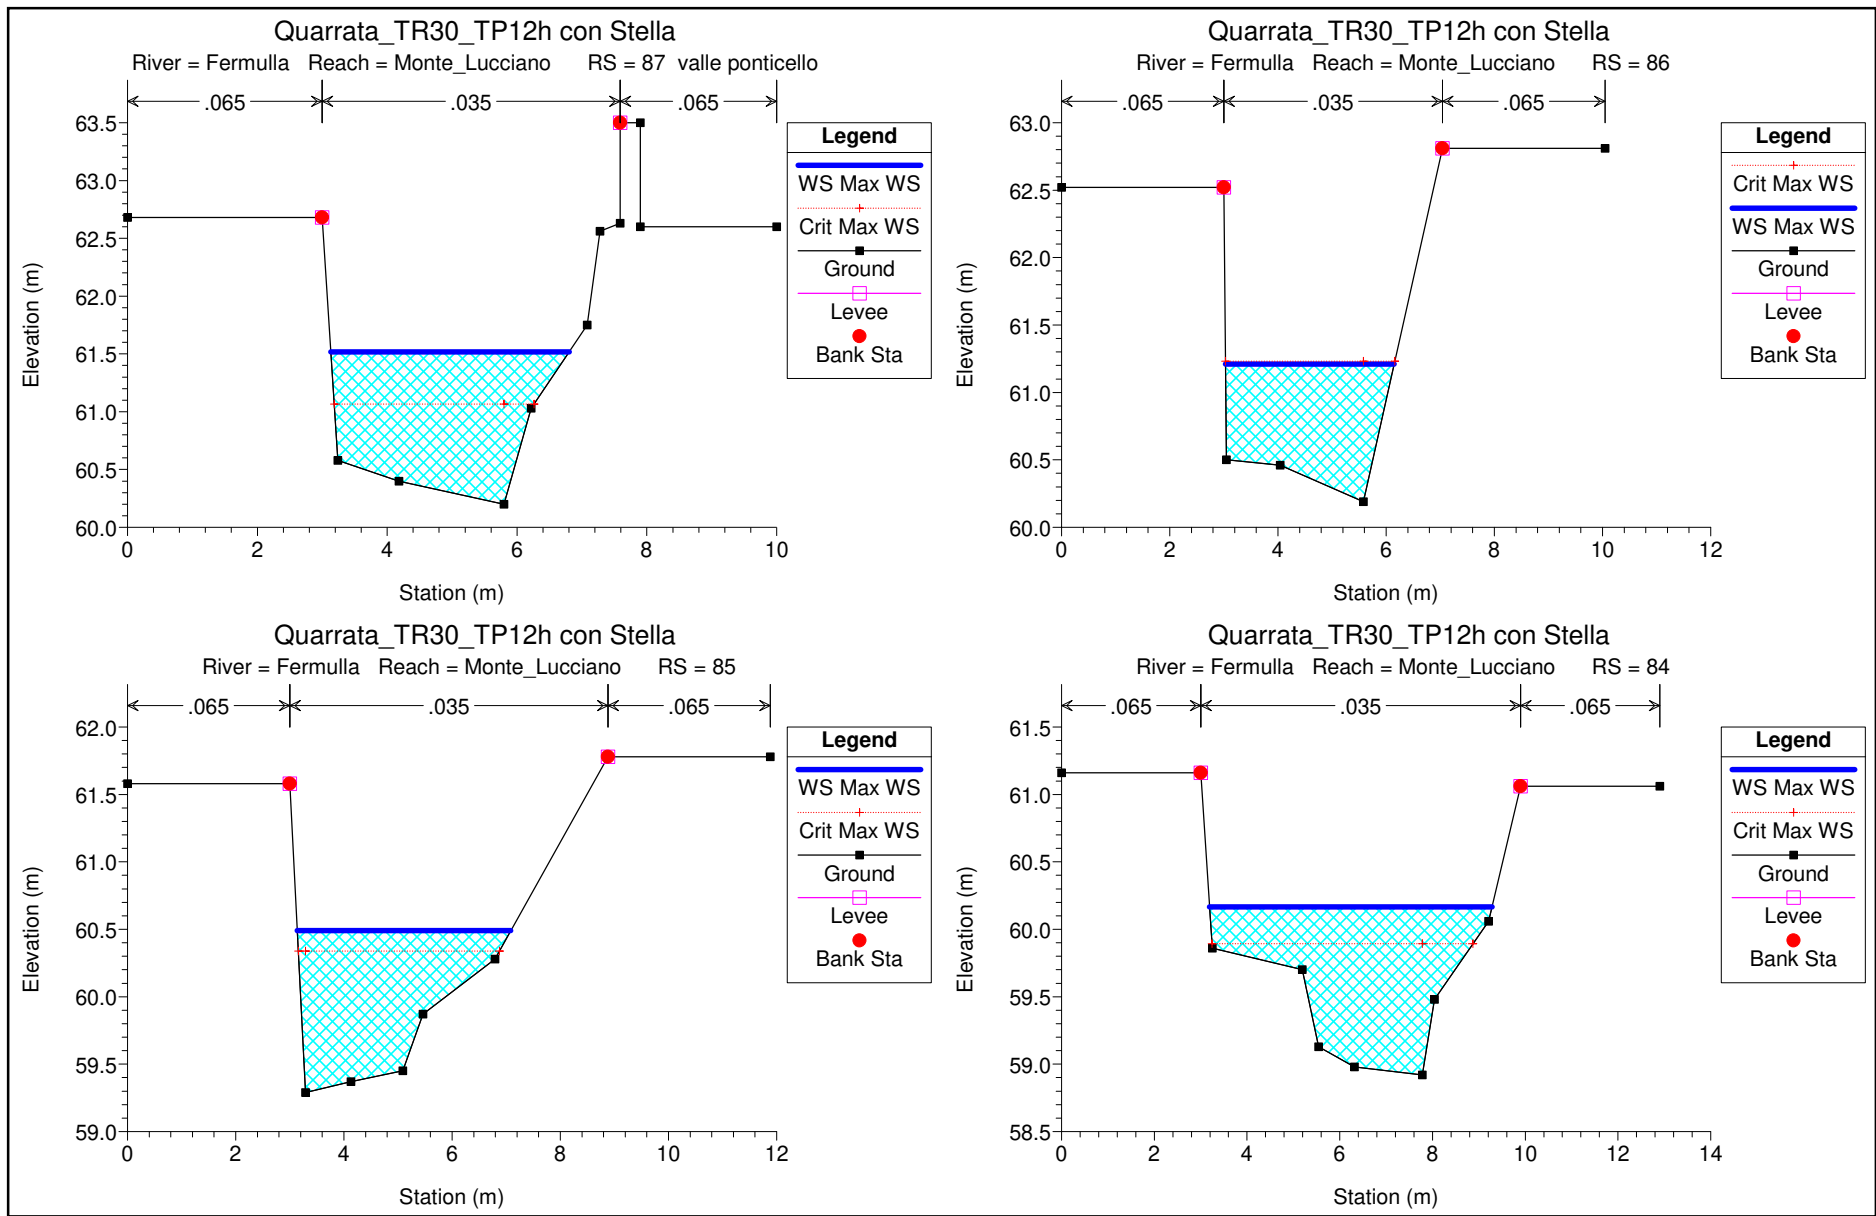 Quarrata_TR30_TP12h con Stella
River = Fermulla Reach = Monte_Lucciano RS = 87 valle ponticello
.065 .035 .065
63.5
63.0
62.5
62.0
61.5
61.0
60.5
60.0
0 2 4 6 8 10
Station (m)
Elevation (m)
Legend
WS Max WS
Crit Max WS
Ground
Levee
Bank Sta
Quarrata_TR30_TP12h con Stella
River = Fermulla Reach = Monte_Lucciano RS = 86
.065 .035 .065
63.0
62.5
62.0
61.5
61.0
60.5
60.0
0 2 4 6 8 10 12
Station (m)
Elevation (m)
Legend
Crit Max WS
WS Max WS
Ground
Levee
Bank Sta
Quarrata_TR30_TP12h con Stella
River = Fermulla Reach = Monte_Lucciano RS = 85
.065 .035 .065
62.0
61.5
61.0
60.5
60.0
59.5
59.0
0 2 4 6 8 10 12
Station (m)
Elevation (m)
Legend
WS Max WS
Crit Max WS
Ground
Levee
Bank Sta
Quarrata_TR30_TP12h con Stella
River = Fermulla Reach = Monte_Lucciano RS = 84
.065 .035 .065
61.5
61.0
60.5
60.0
59.5
59.0
58.5
0 2 4 6 8 10 12 14
Station (m)
Elevation (m)
Legend
WS Max WS
Crit Max WS
Ground
Levee
Bank Sta